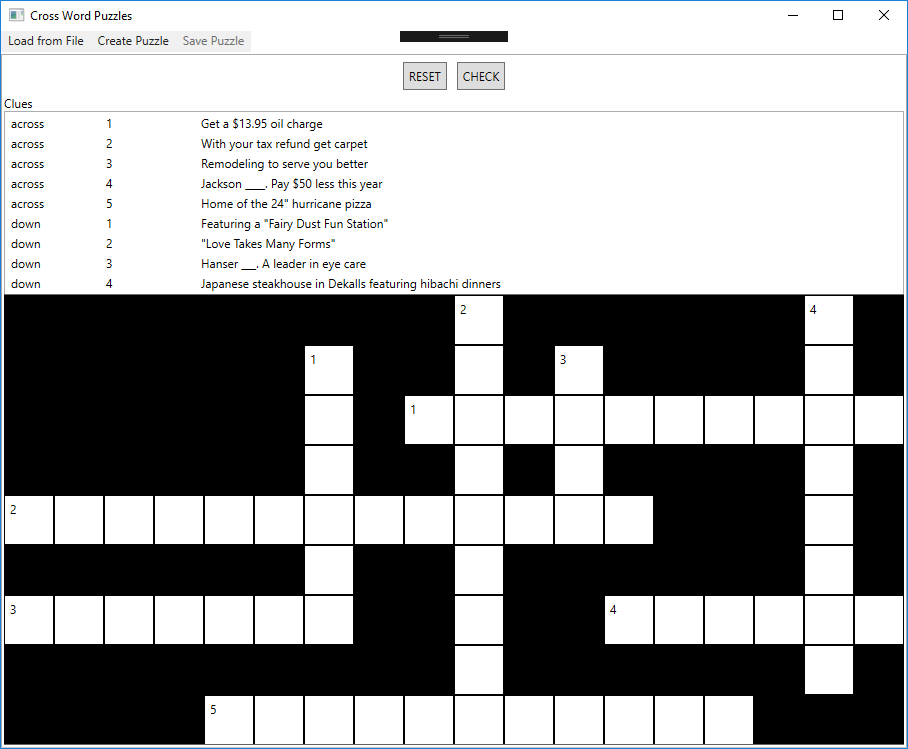 Cross Word Puzzles
Load from File Create Puzzle Save Puzzle
RESET CHECK
Clues
across 1 Get a $13.95 oil charge
across 2 With your tax refund get carpet
across 3 Remodeling to serve you better
across 4 Jackson ___. Pay $50 less this year
across 5 Home of the 24" hurricane pizza
down 1 Featuring a "Fairy Dust Fun Station"
down 2 "Love Takes Many Forms"
down 3 Hanser __. A leader in eye care
down 4 Japanese steakhouse in Dekalls featuring hibachi dinners
2 4
1 3
1
2
3 4
5